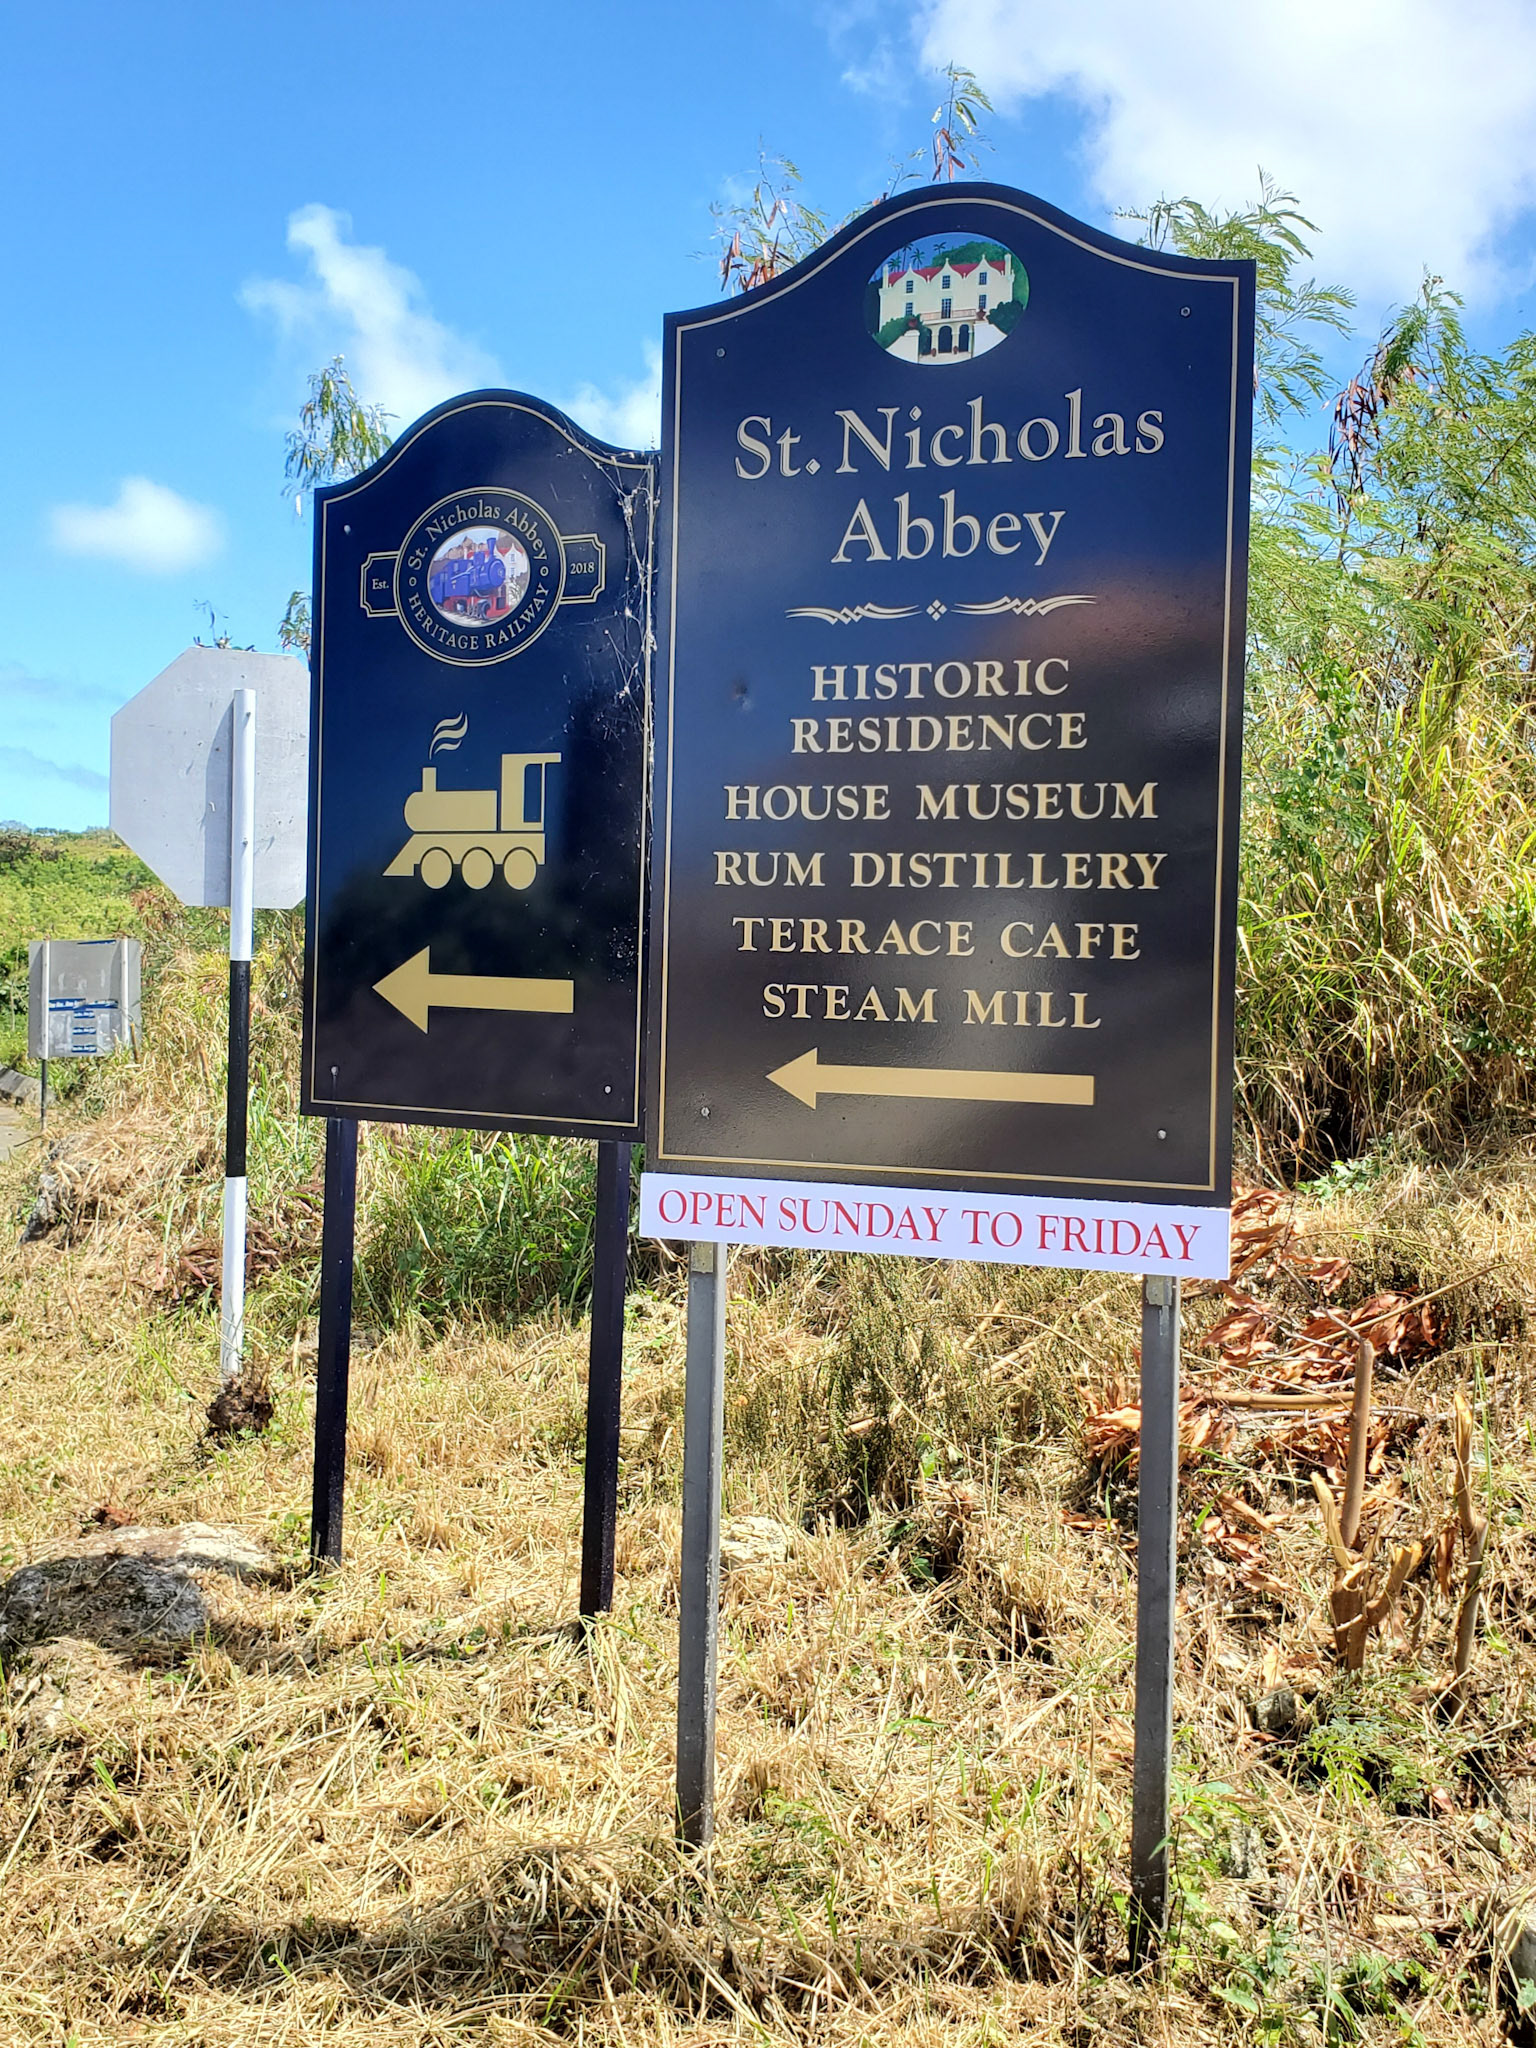 St. Nicholas Abbey
Est.
2018
HERITAGE RAILWAY
St. Nicholas
Abbey
HISTORIC
RESIDENCE
HOUSE MUSEUM
RUM DISTILLERY
TERRACE CAFE
STEAM MILL
OPEN SUNDAY TO FRIDAY